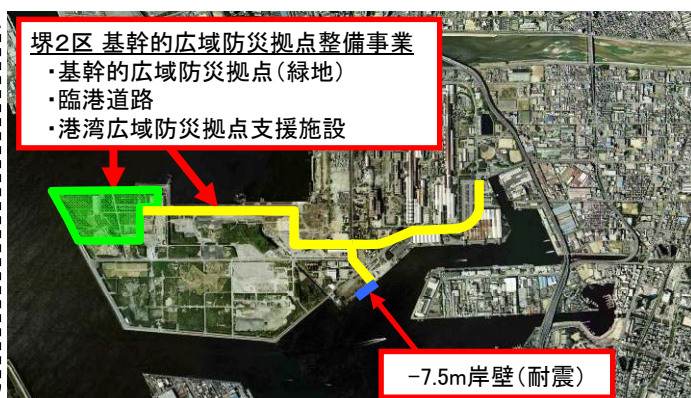 堺2区 基幹的広域防災拠点整備事業
・基幹的広域防災拠点(緑地)
・臨港道路
・港湾広域防災拠点支援施設
-7.5m岸壁(耐震)